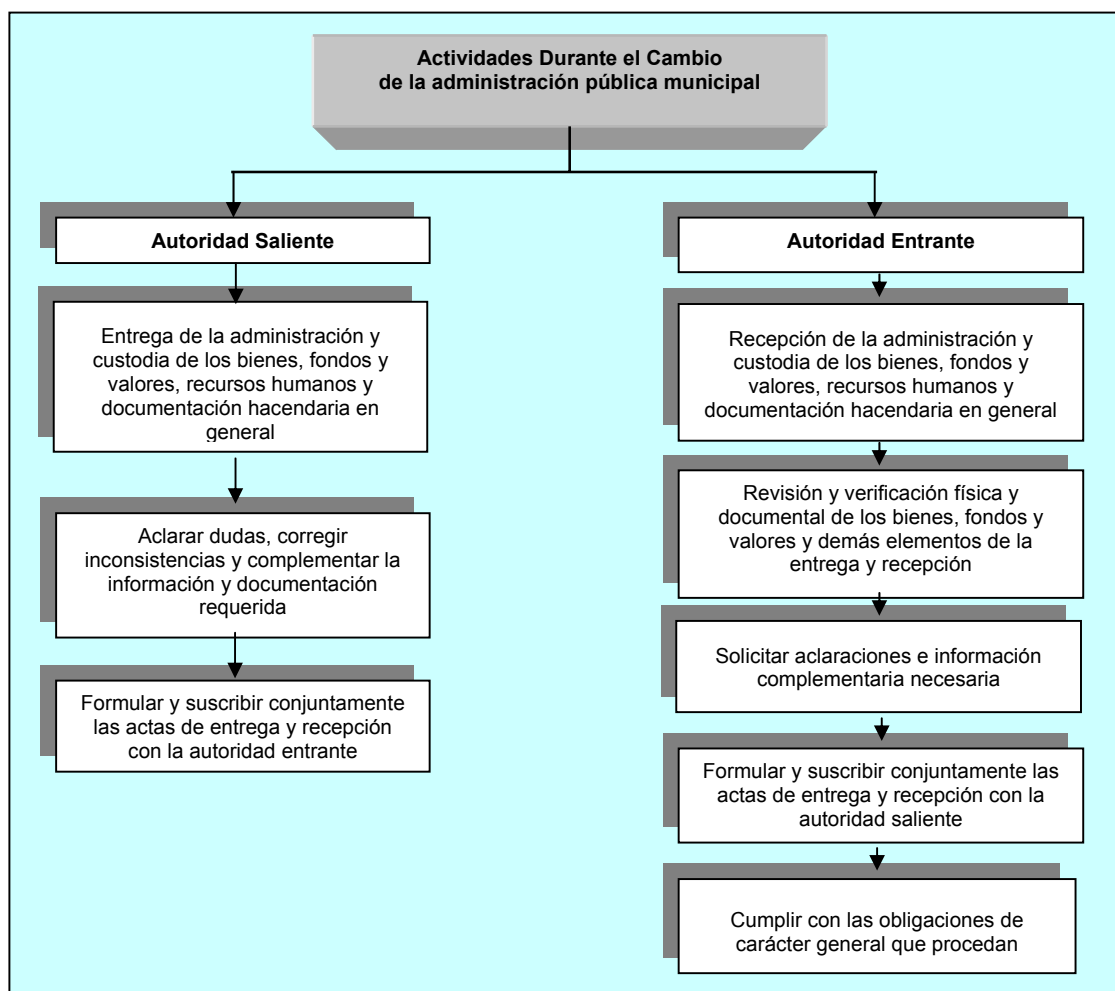 Actividades Durante el Cambio
de la administración pública municipal
Autoridad Saliente
Entrega de la administración y
custodia de los bienes, fondos y
valores, recursos humanos y
documentación hacendaria en
general
Aclarar dudas, corregir
inconsistencias y complementar la
información y documentación
requerida
Formular y suscribir conjuntamente
las actas de entrega y recepción
con la autoridad entrante
Autoridad Entrante
Recepción de la administración y
custodia de los bienes, fondos y
valores, recursos humanos y
documentación hacendaria en general
Revisión y verificación física y
documental de los bienes, fondos y
valores y demás elementos de la
entrega y recepción
Solicitar aclaraciones e información
complementaria necesaria
Formular y suscribir conjuntamente las
actas de entrega y recepción con la
autoridad saliente
Cumplir con las obligaciones de
carácter general que procedan